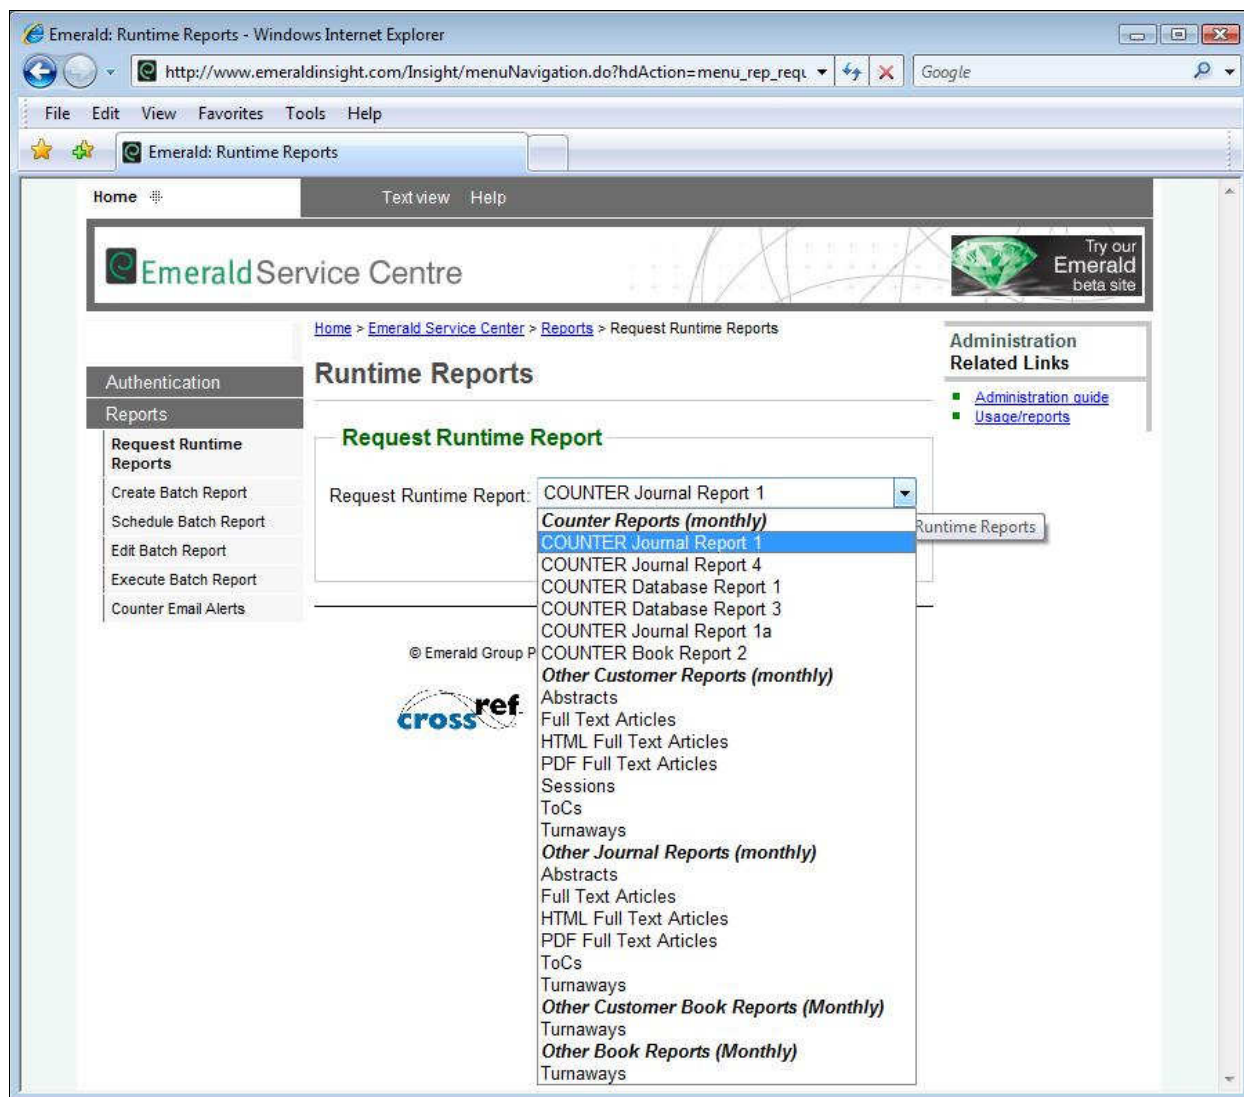 Emerald: Runtime Reports - Windows Internet Explorer
http://www.emeraldinsight.com/Insight/menuNavigation.do?hdAction=menu_rep_requ
Google
File Edit View Favorites Tools Help
Emerald: Runtime Reports
Home Text view Help
Emerald Service Centre
Try our
Emerald
beta site
Home > Emerald Service Center > Reports > Request Runtime Reports
Runtime Reports
Administration
Related Links
Administration guide
Usage/reports
Authentication
Reports
Request Runtime
Reports
Create Batch Report
Schedule Batch Report
Edit Batch Report
Execute Batch Report
Counter Email Alerts
Request Runtime Report
Request Runtime Report: COUNTER Journal Report 1
Runtime Reports
Counter Reports (monthly)
COUNTER Journal Report 1
COUNTER Journal Report 4
COUNTER Database Report 1
COUNTER Database Report 3
COUNTER Journal Report 1a
COUNTER Book Report 2
Other Customer Reports (monthly)
Abstracts
Full Text Articles
HTML Full Text Articles
PDF Full Text Articles
Sessions
ToCs
Turnaways
Other Journal Reports (monthly)
Abstracts
Full Text Articles
HTML Full Text Articles
PDF Full Text Articles
ToCs
Turnaways
Other Customer Book Reports (Monthly)
Turnaways
Other Book Reports (Monthly)
Turnaways
© Emerald Group P
cross ref